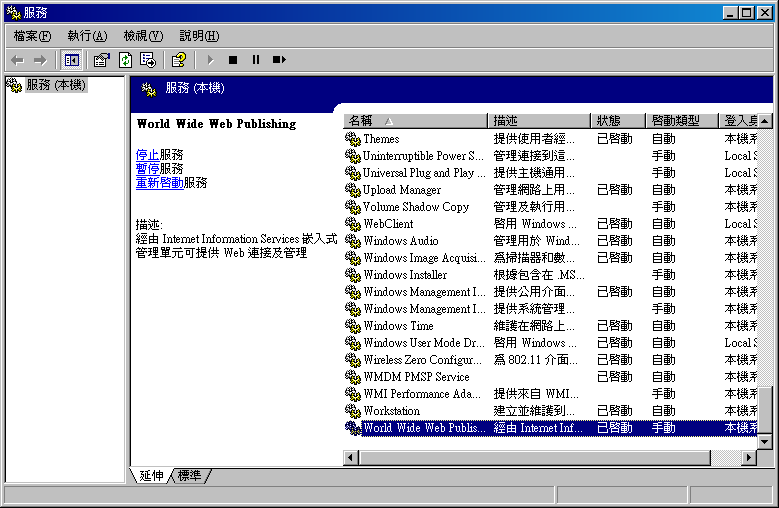 服務
檔案(F) 執行(A) 檢視(V) 說明(H)
服務 (本機)
服務 (本機)
World Wide Web Publishing
停止服務
暫停服務
重新啓動服務
描述:
經由 Internet Information Services 嵌入式
管理單元可提供 Web 連接及管理
名稱 描述 狀態 啓動類型 登入身
Themes 提供使用者經... 已啓動 自動 本機系
Uninterruptible Power S... 管理連接到這... 手動 Local S
Universal Plug and Play ... 提供主機通用... 手動 Local S
Upload Manager 管理網路上用... 已啓動 自動 本機系
Volume Shadow Copy 管理及執行用... 手動 本機系
WebClient 啓用 Windows ... 已啓動 自動 Local S
Windows Audio 管理用於 Wind... 已啓動 自動 本機系
Windows Image Acquisi... 爲掃描器和數... 已啓動 自動 本機系
Windows Installer 根據包含在 .MS... 手動 本機系
Windows Management I... 提供公用介面... 已啓動 自動 本機系
Windows Management I... 提供系統管理... 手動 本機系
Windows Time 維護在網路上... 已啓動 自動 本機系
Windows User Mode Dr... 啓用 Windows ... 已啓動 自動 Local S
Wireless Zero Configur... 爲 802.11 介面... 已啓動 自動 本機系
WMDM PMSP Service 已啓動 自動 本機系
WMI Performance Ada... 提供來自 WMI... 手動 本機系
Workstation 建立並維護到... 已啓動 自動 本機系
World Wide Web Publis... 經由 Internet Inf... 已啓動 手動 本機系
延伸 標準